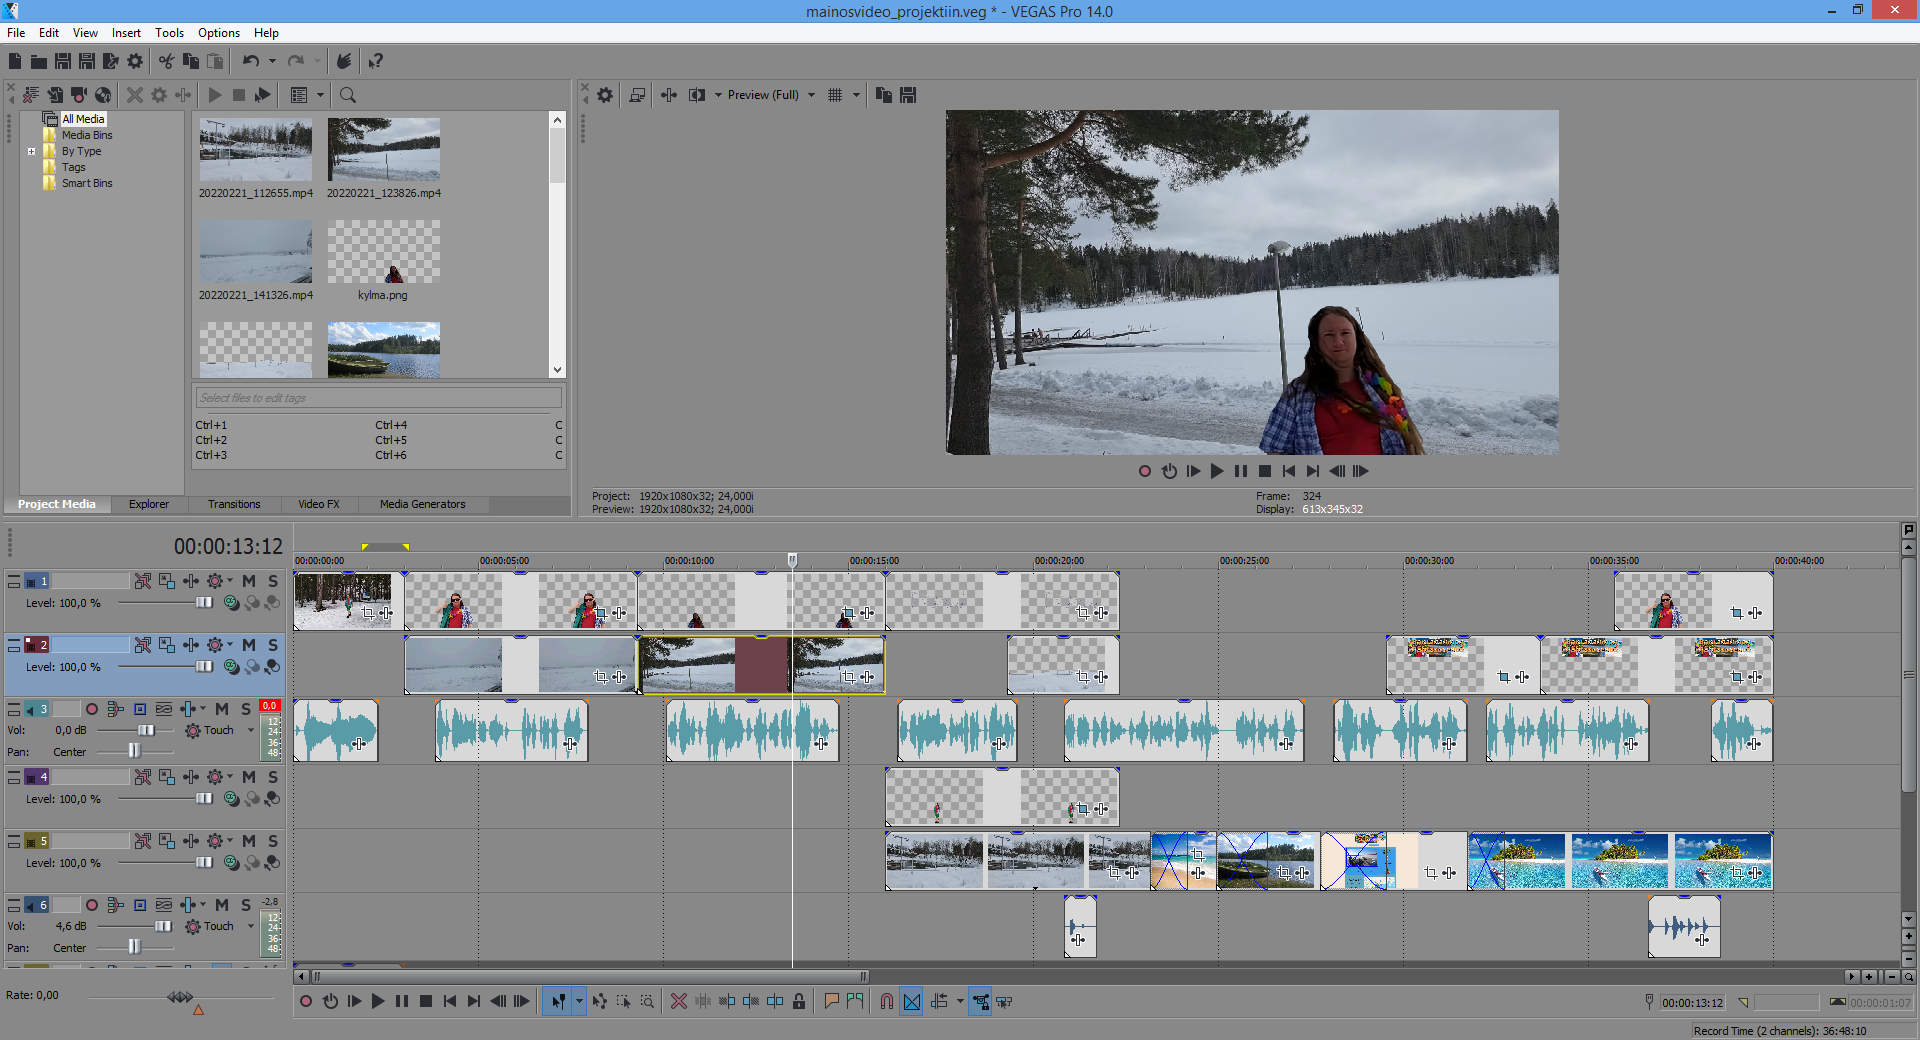 mainosvideo_projektiin.veg * - VEGAS Pro 14.0
File Edit View Insert Tools Options Help
Preview (Full)
All Media
Media Bins
By Type
Tags
Smart Bins
20220221_112655.mp4 20220221_123826.mp4
20220221_141326.mp4 kylma.png
Select files to edit tags
Ctrl+1 Ctrl+4 C
Ctrl+2 Ctrl+5 C
Ctrl+3 Ctrl+6 C
Project Media Explorer Transitions Video FX Media Generators
Project: 1920x1080x32; 24,000i Frame: 324
Preview: 1920x1080x32; 24,000i Display: 613x345x32
00:00:13:12
00:00:00:00 00:00:05:00 00:00:10:00 00:00:15:00 00:00:20:00 00:00:25:00 00:00:30:00 00:00:35:00 00:00:40:00
1 M S
Level: 100,0 %
2 M S
Level: 100,0 %
3 M S 0,0
Vol: 0,0 dB Touch
Pan: Center
12
24
36
48
4 M S
Level: 100,0 %
5 M S
Level: 100,0 %
6 M S -2,8
Vol: 4,6 dB Touch
Pan: Center
12
24
36
48
Rate: 0,00
00:00:13:12 00:00:01:07
Record Time (2 channels): 36:48:10